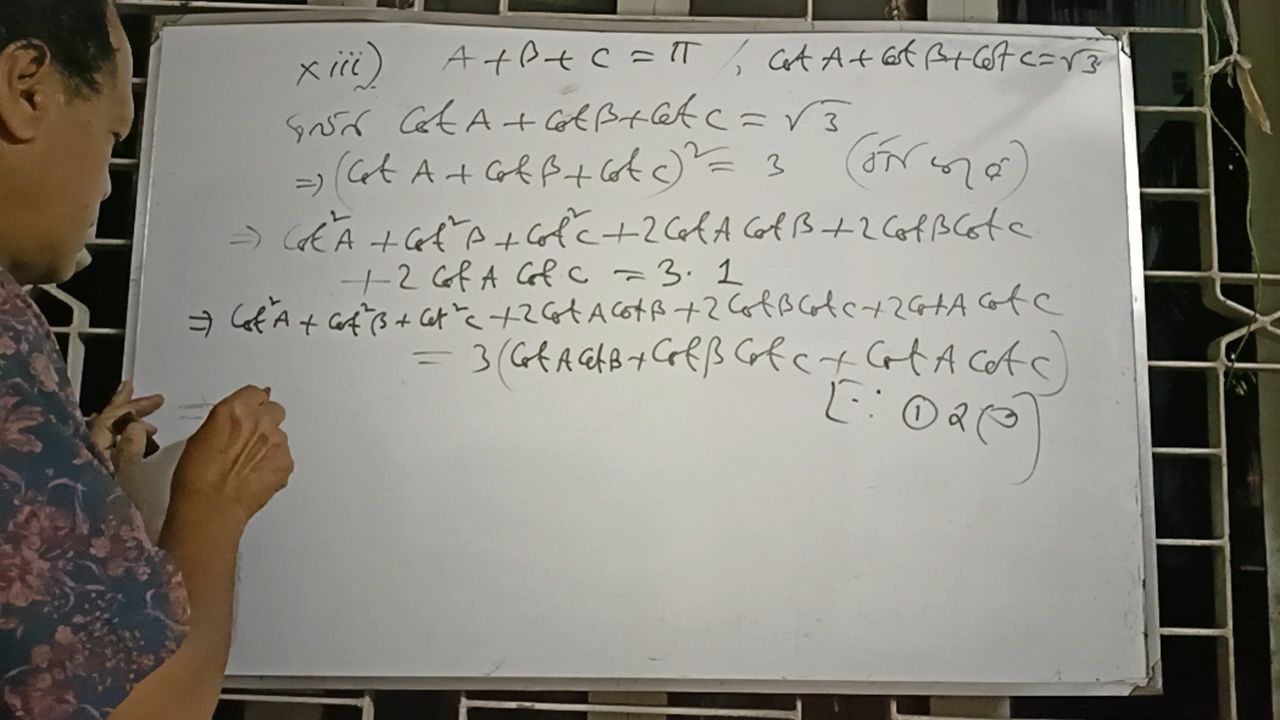 xiii) A+B+C = π, Cot A + Cot B + Cot C = √3
Cot A + Cot B + Cot C = √3
⇒ (Cot A + Cot B + Cot C)² = 3
⇒ Cot²A + Cot²B + Cot²C + 2 Cot A Cot B + 2 Cot B Cot C
+ 2 Cot A Cot C = 3·1
⇒ Cot²A + Cot²B + Cot²C + 2 Cot A Cot B + 2 Cot B Cot C + 2 Cot A Cot C
= 3(Cot A Cot B + Cot B Cot C + Cot A Cot C)
[∵ ①